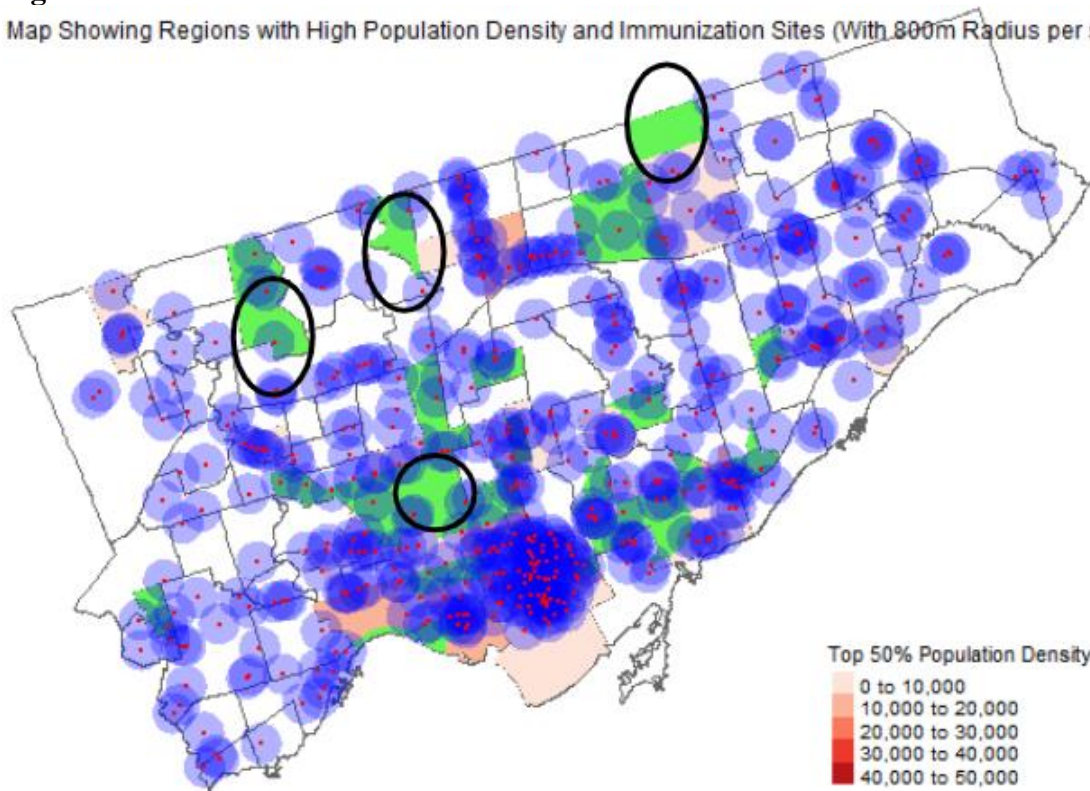 Map Showing Regions with High Population Density and Immunization Sites (With 800m Radius per
Top 50% Population Density
0 to 10,000
10,000 to 20,000
20,000 to 30,000
30,000 to 40,000
40,000 to 50,000